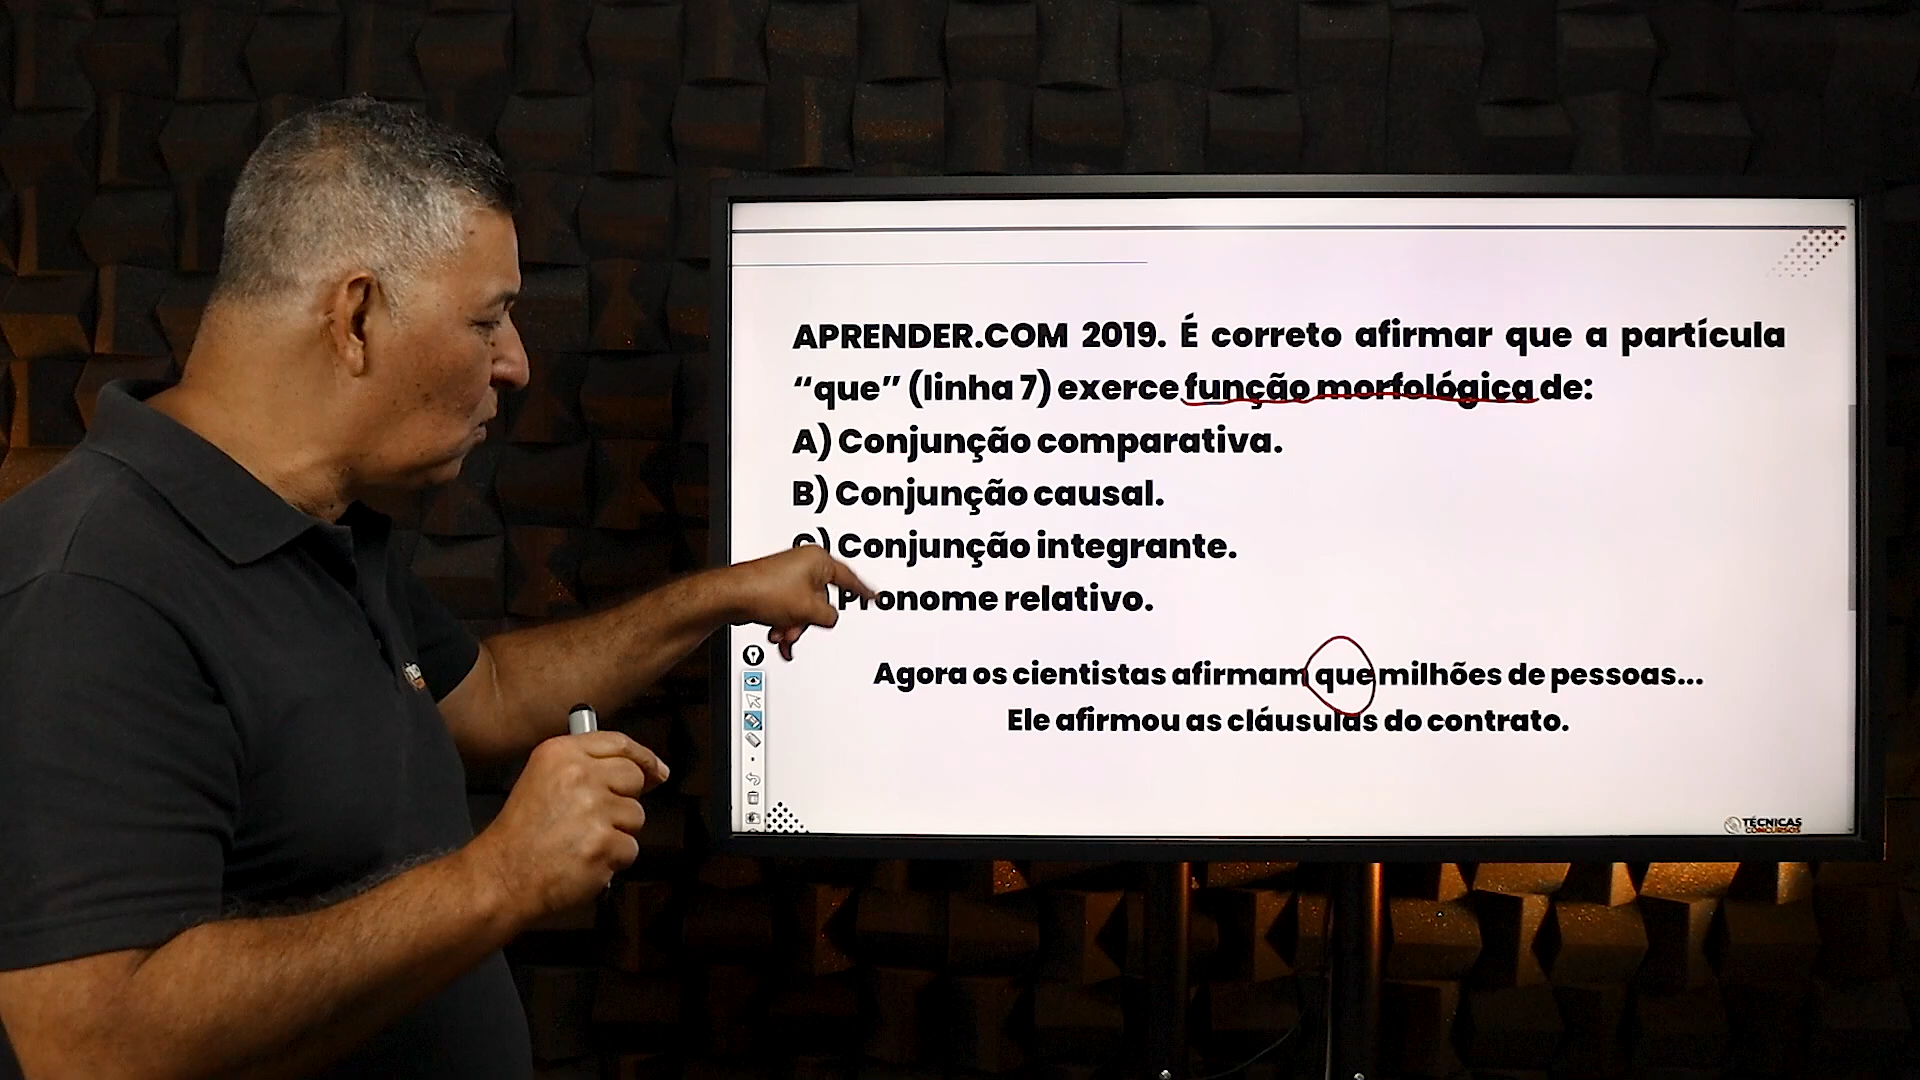 APRENDER.COM 2019. É correto afirmar que a partícula
“que” (linha 7) exerce função morfológica de:
A) Conjunção comparativa.
B) Conjunção causal.
C) Conjunção integrante.
) Pronome relativo.
Agora os cientistas afirmam que milhões de pessoas...
Ele afirmou as cláusulas do contrato.
TÉCNICAS
CONCURSOS